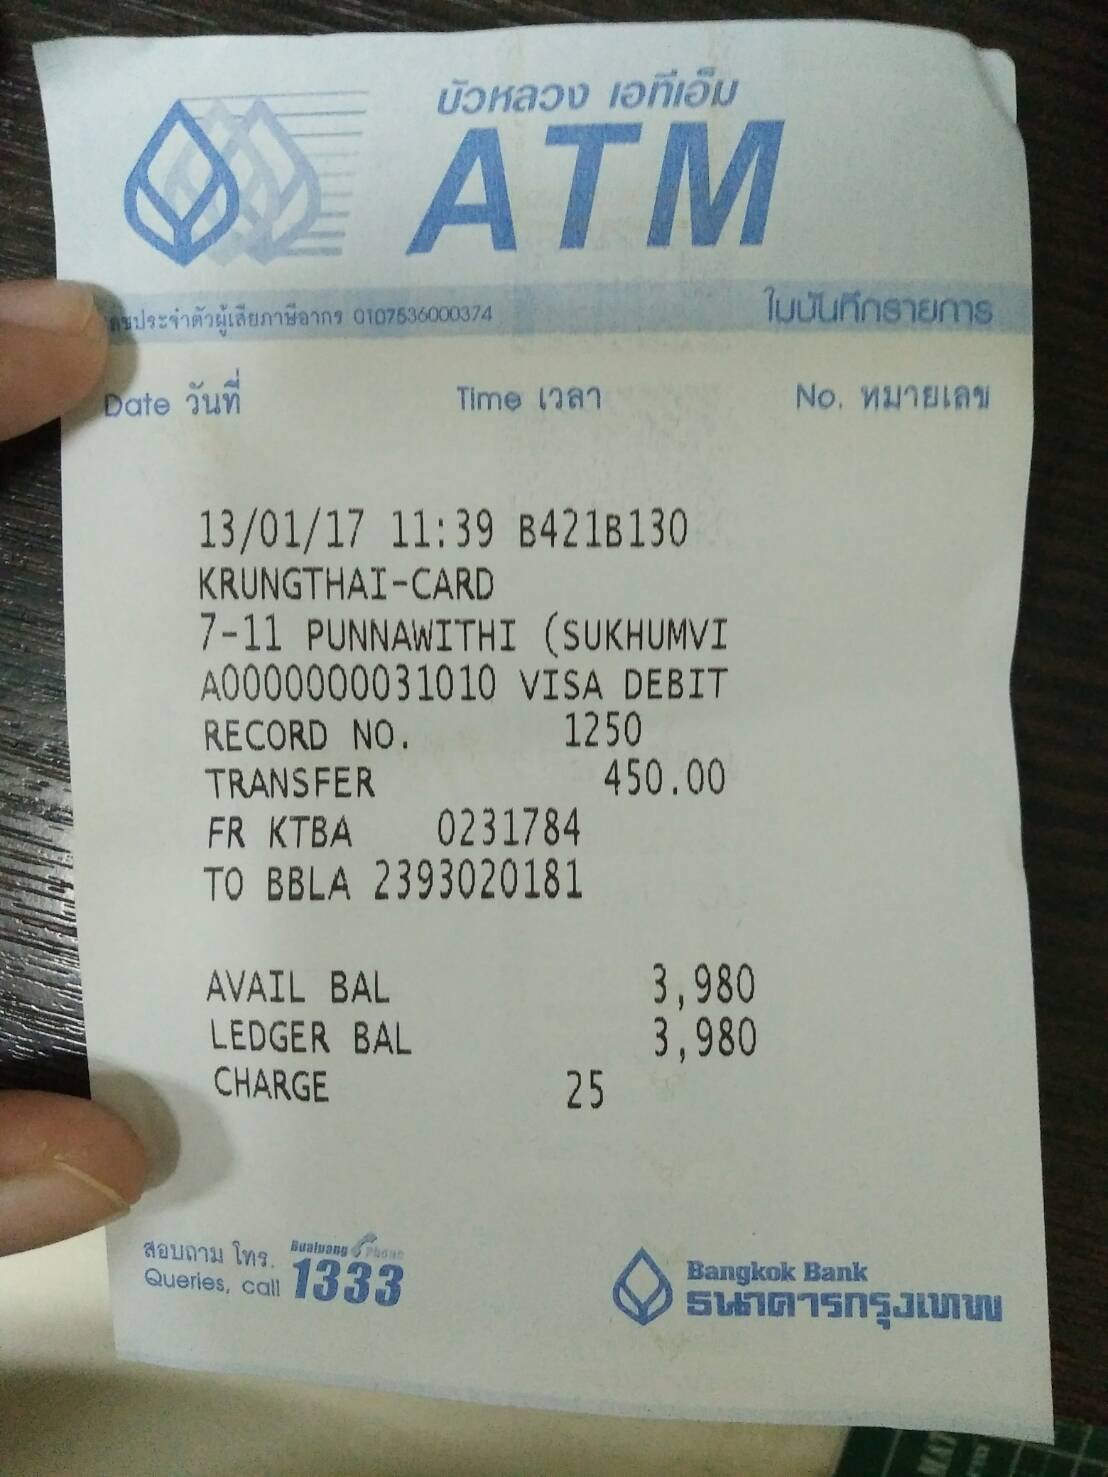 บัวหลวง เอทีเอ็ม
ATM
ลขประจำตัวผู้เสียภาษีอากร 0107536000374 ใบบันทึกรายการ
Date วันที่ Time เวลา No. หมายเลข
13/01/17 11:39 B421B130
KRUNGTHAI-CARD
7-11 PUNNAWITHI (SUKHUMVI
A0000000031010 VISA DEBIT
RECORD NO. 1250
TRANSFER 450.00
FR KTBA 0231784
TO BBLA 2393020181
AVAIL BAL 3,980
LEDGER BAL 3,980
CHARGE 25
สอบถาม โทร. Bualuang Phone
Queries, call 1333
Bangkok Bank
ธนาคารกรุงเทพ